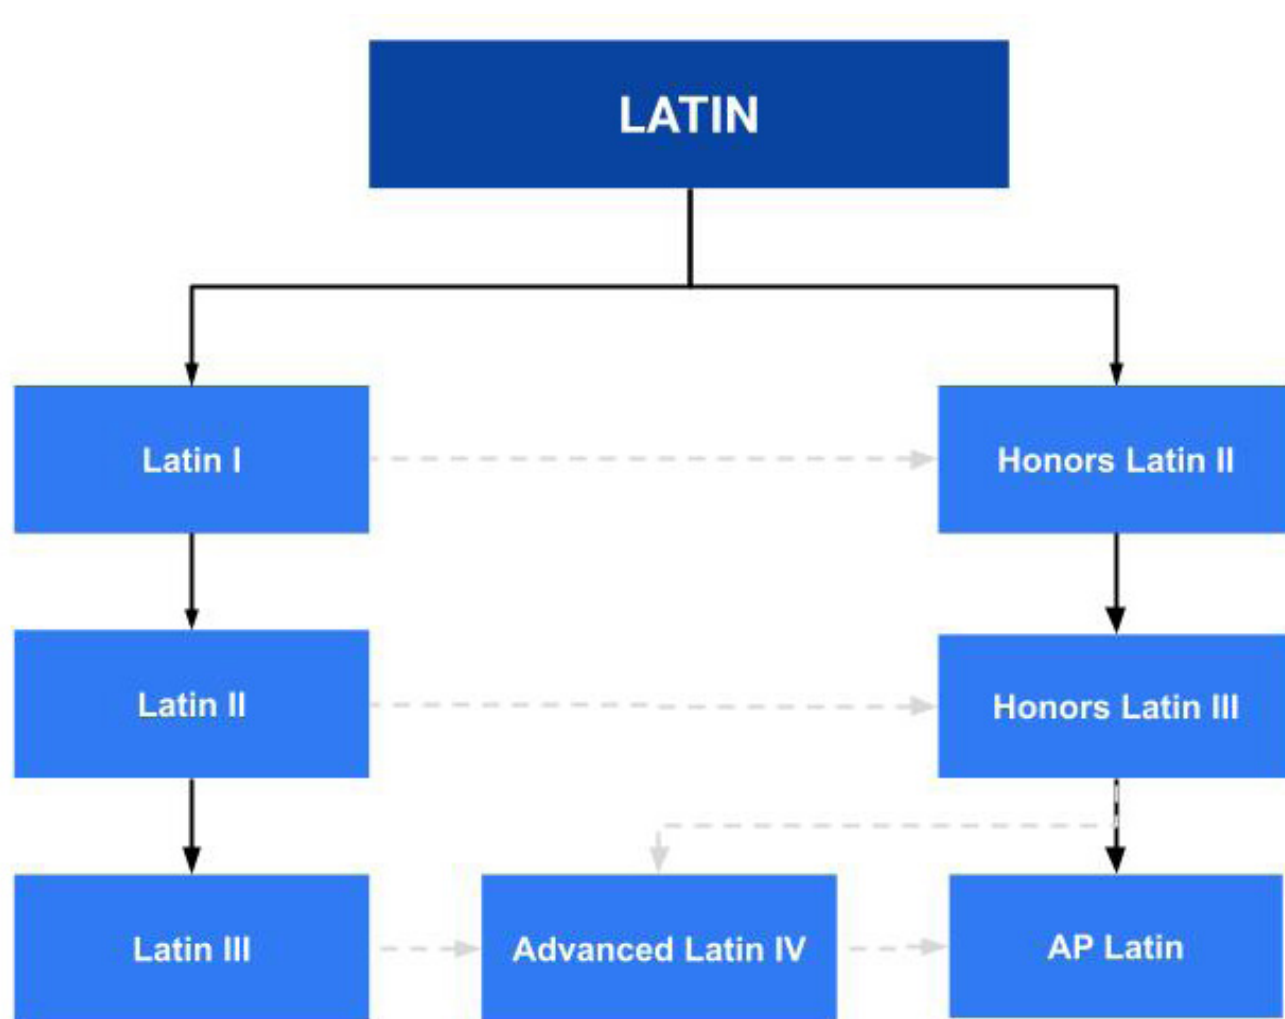 LATIN
Latin I
Honors Latin II
Latin II
Honors Latin III
Latin III
Advanced Latin IV
AP Latin